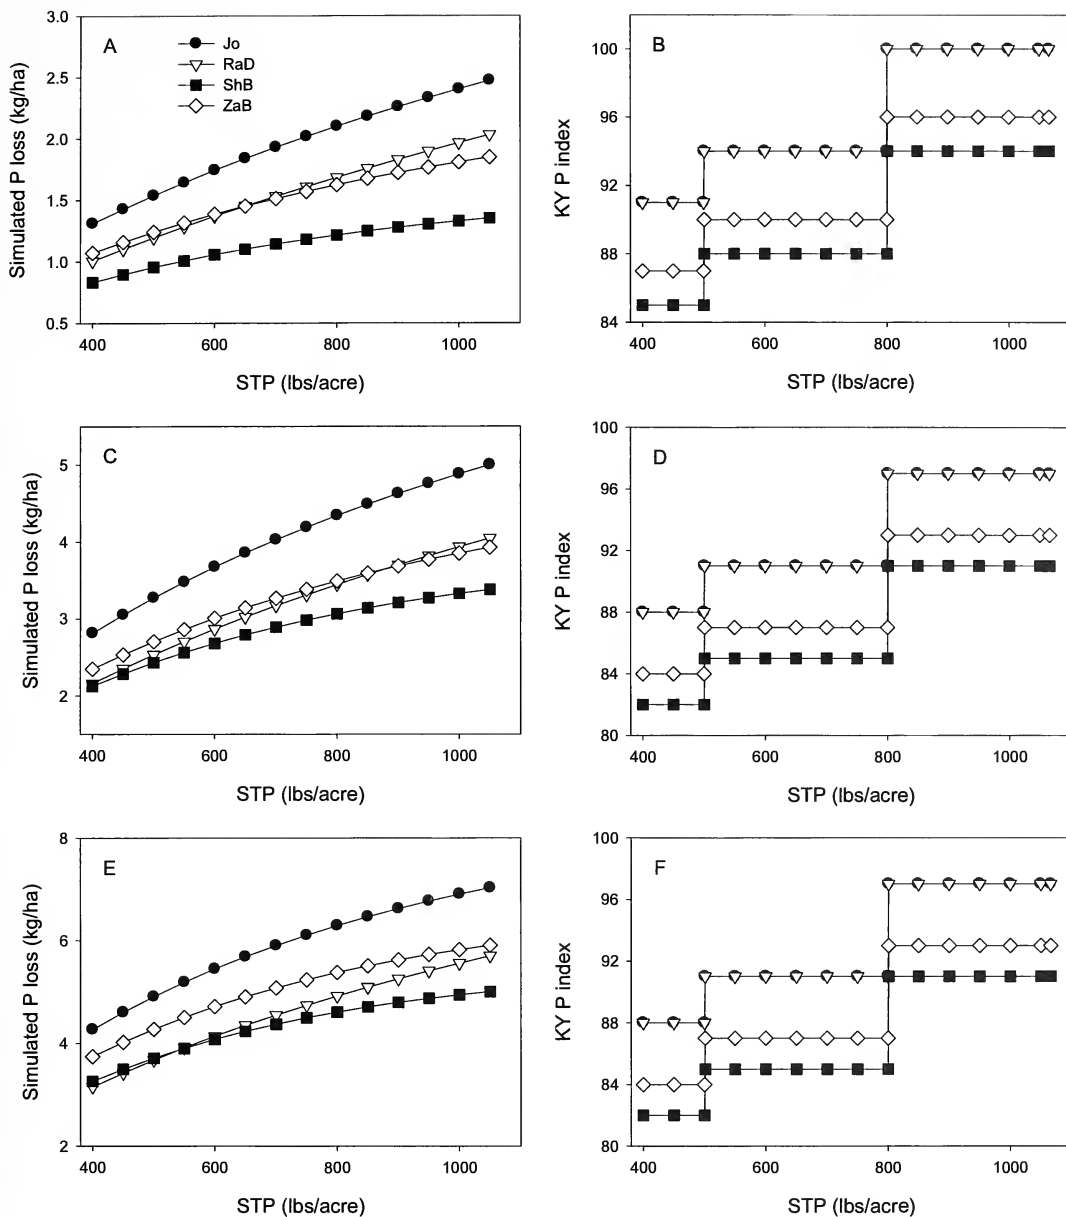 A
Jo
RaD
ShB
ZaB
3.0
2.5
2.0
1.5
1.0
0.5
Simulated P loss (kg/ha)
400 600 800 1000
STP (lbs/acre)
B
100
96
92
88
84
KY P index
400 600 800 1000
STP (lbs/acre)
C
5
4
3
2
Simulated P loss (kg/ha)
400 600 800 1000
STP (lbs/acre)
D
100
96
92
88
84
80
KY P index
400 600 800 1000
STP (lbs/acre)
E
8
6
4
2
Simulated P loss (kg/ha)
400 600 800 1000
STP (lbs/acre)
F
100
96
92
88
84
80
KY P index
400 600 800 1000
STP (lbs/acre)